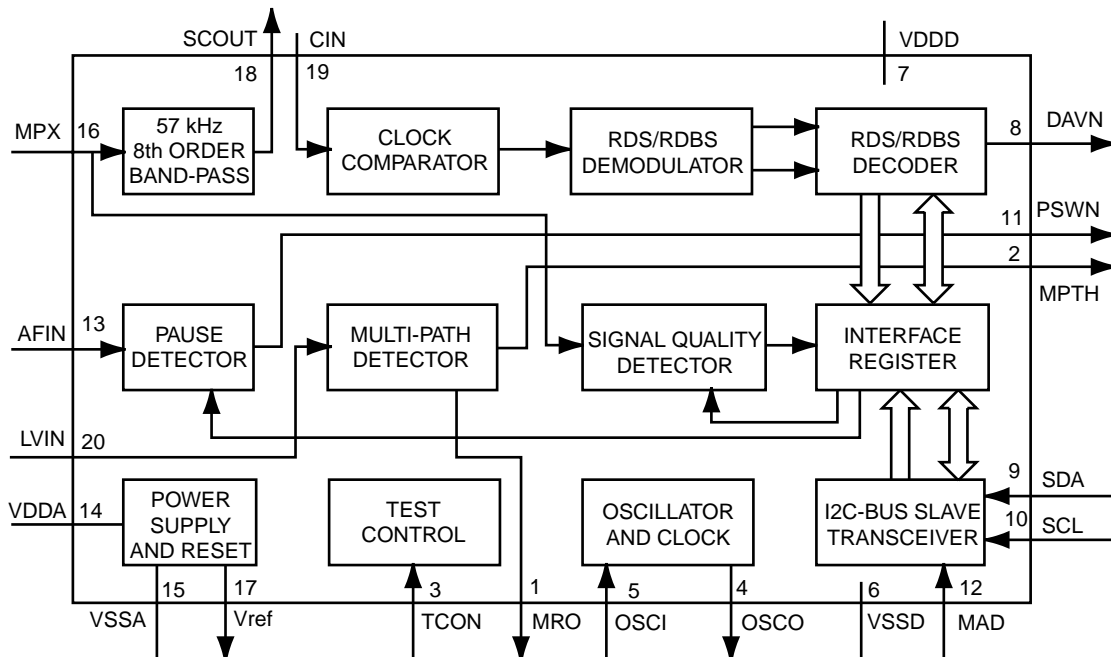 SCOUT
CIN
VDDD
18
19
7
MPX
16
57 kHz
8th ORDER
BAND-PASS
CLOCK
COMPARATOR
RDS/RDBS
DEMODULATOR
RDS/RDBS
DECODER
8
DAVN
11
PSWN
2
MPTH
AFIN
13
PAUSE
DETECTOR
MULTI-PATH
DETECTOR
SIGNAL QUALITY
DETECTOR
INTERFACE
REGISTER
LVIN
20
VDDA
14
POWER
SUPPLY
AND RESET
TEST
CONTROL
OSCILLATOR
AND CLOCK
I2C-BUS SLAVE
TRANSCEIVER
9
SDA
10
SCL
15
17
3
1
5
4
6
12
VSSA
Vref
TCON
MRO
OSCI
OSCO
VSSD
MAD